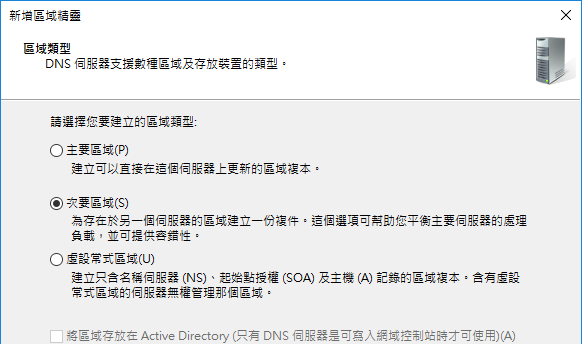 新增區域精靈
區域類型
DNS 伺服器支援數種區域及存放裝置的類型。
請選擇您要建立的區域類型:
主要區域(P)
建立可以直接在這個伺服器上更新的區域複本。
次要區域(S)
為存在於另一個伺服器的區域建立一份複件。這個選項可幫助您平衡主要伺服器的處理
負載，並可提供容錯性。
虛設常式區域(U)
建立只含名稱伺服器 (NS)、起始點授權 (SOA) 及主機 (A) 記錄的區域複本。含有虛設
常式區域的伺服器無權管理那個區域。
將區域存放在 Active Directory (只有 DNS 伺服器是可寫入網域控制站時才可使用)(A)